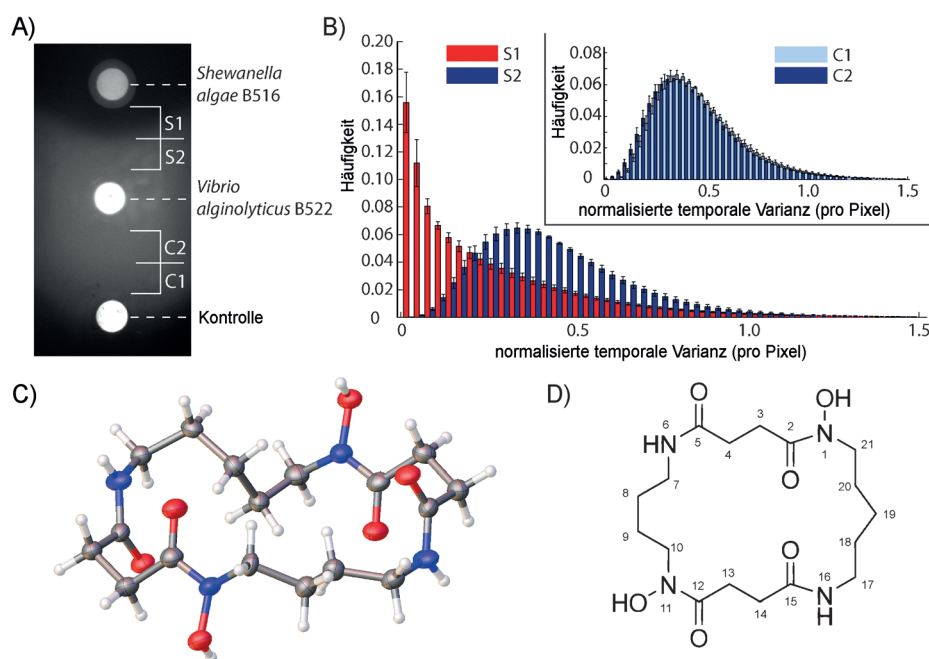 A)
Shewanella
algae B516
S1
S2
Vibrio
alginolyticus B522
C2
C1
Kontrolle
B)
0.20
0.18
0.16
0.14
0.12
0.10
0.08
0.06
0.04
0.02
0
Häufigkeit
S1
S2
0
0.5
1.0
1.5
normalisierte temporale Varianz (pro Pixel)
0.08
0.06
0.04
0.02
0
Häufigkeit
C1
C2
0
0.5
1.0
1.5
normalisierte temporale Varianz (pro Pixel)
C)
D)
O
OH
6
3
2
NH
5
4
N
1
21
O
7
20
8
19
9
18
10
O
13
16
17
N
12
15
N
HO
11
14
H
O